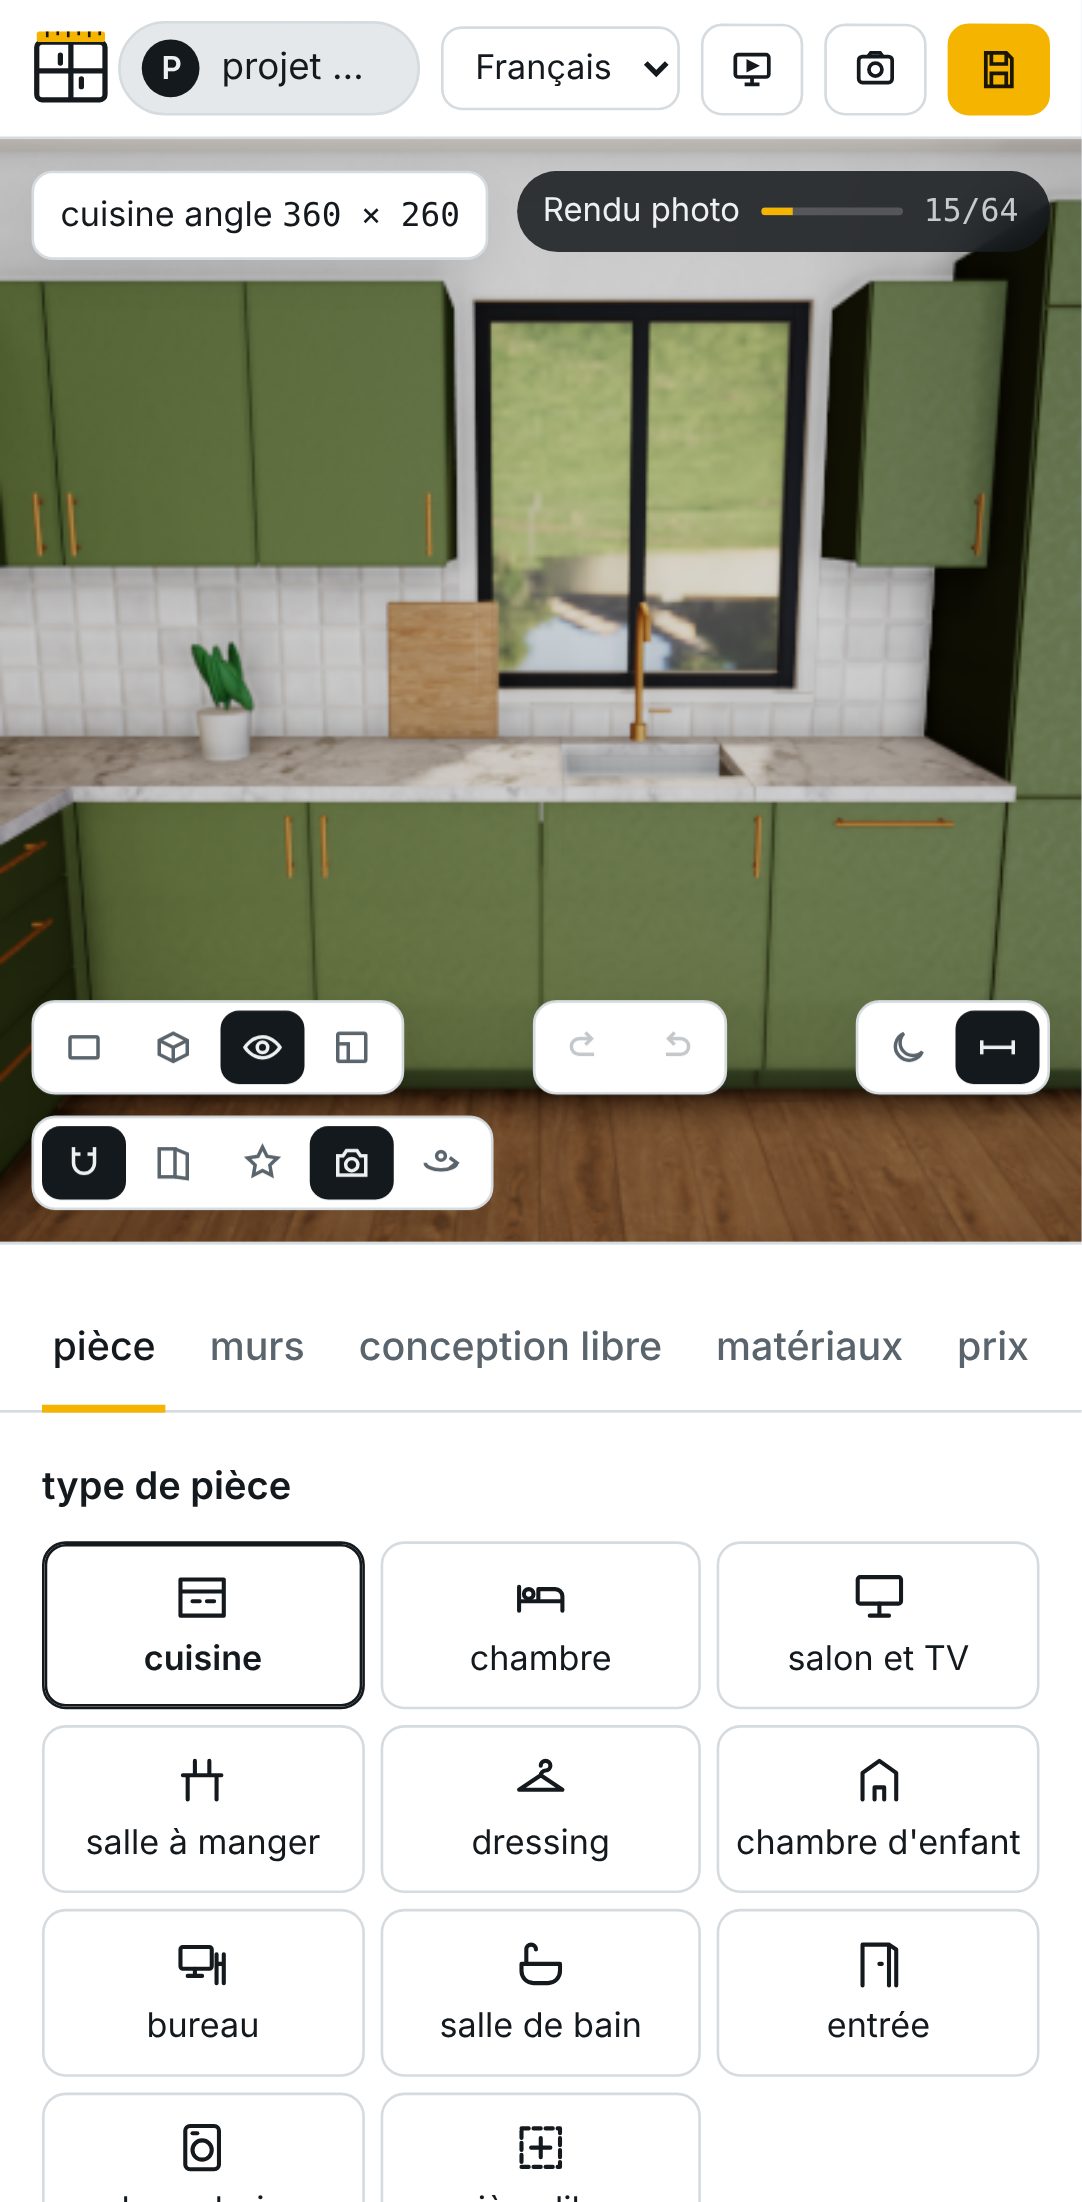 P projet ... Français
cuisine angle 360 × 260
Rendu photo 15/64
pièce murs conception libre matériaux prix
type de pièce
cuisine chambre salon et TV
salle à manger dressing chambre d'enfant
bureau salle de bain entrée